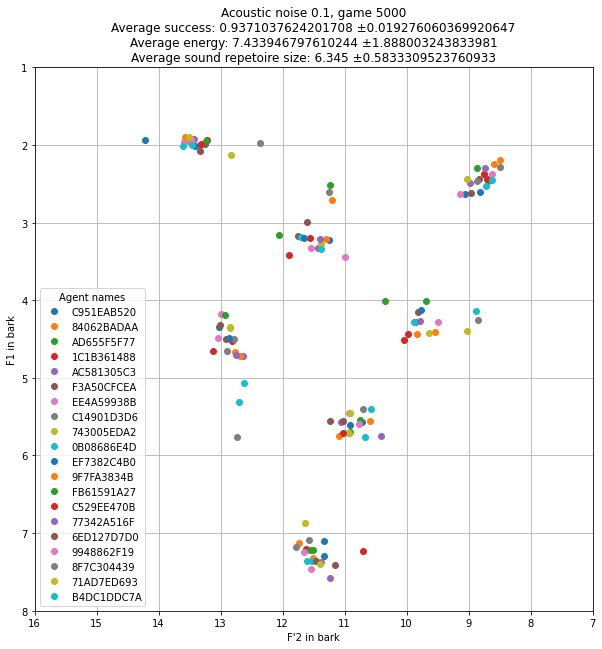 Acoustic noise 0.1, game 5000
Average success: 0.9371037624201708 ±0.019276060369920647
Average energy: 7.433946797610244 ±1.888003243833981
Average sound repetoire size: 6.345 ±0.5833309523760933
1
2
3
4
5
6
7
8
F1 in bark
Agent names
C951EAB520
84062BADAA
AD655F5F77
1C1B361488
AC581305C3
F3A50CFCEA
EE4A59938B
C14901D3D6
743005EDA2
0B08686E4D
EF7382C4B0
9F7FA3834B
FB61591A27
C529EE470B
77342A516F
6ED127D7D0
9948862F19
8F7C304439
71AD7ED693
B4DC1DDC7A
16 15 14 13 12 11 10 9 8 7
F'2 in bark